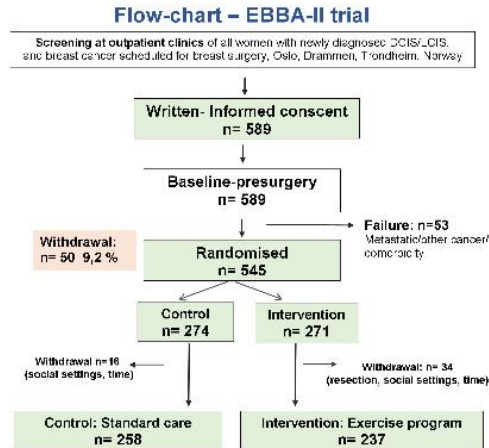 Flow-chart – EBBA-II trial
Screening at outpatient clinics of all women with newly diagnosed DCIS/LCIS,
and breast cancer scheduled for breast surgery, Oslo, Drammen, Trondheim, Norway
Written- Informed conscent
n= 589
Baseline-presurgery
n= 589
Failure: n=53
Metastatic/other cancer/
comorbicity
Withdrawal:
n= 50 9,2 %
Randomised
n= 545
Control
n= 274
Intervention
n= 271
Withdrawal n=16
(social settings, time)
Withdrawal: n= 34
(resection, social settings, time)
Control: Standard care
n= 258
Intervention: Exercise program
n= 237